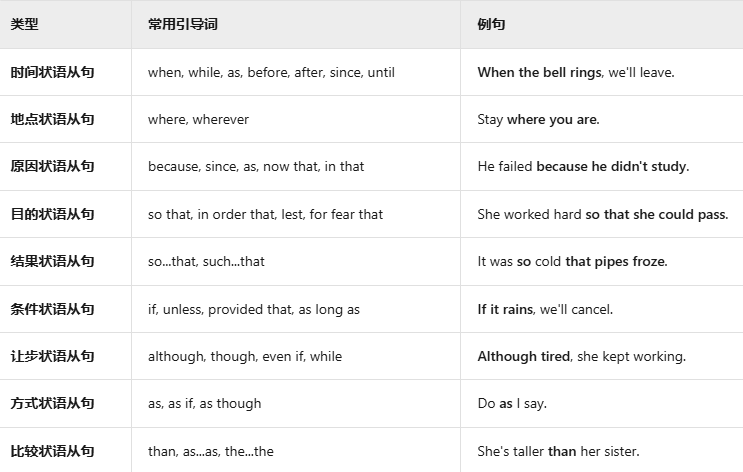 类型 常用引导词 例句
时间状语从句 when, while, as, before, after, since, until When the bell rings, we'll leave.
地点状语从句 where, wherever Stay where you are.
原因状语从句 because, since, as, now that, in that He failed because he didn't study.
目的状语从句 so that, in order that, lest, for fear that She worked hard so that she could pass.
结果状语从句 so...that, such...that It was so cold that pipes froze.
条件状语从句 if, unless, provided that, as long as If it rains, we'll cancel.
让步状语从句 although, though, even if, while Although tired, she kept working.
方式状语从句 as, as if, as though Do as I say.
比较状语从句 than, as...as, the...the She's taller than her sister.